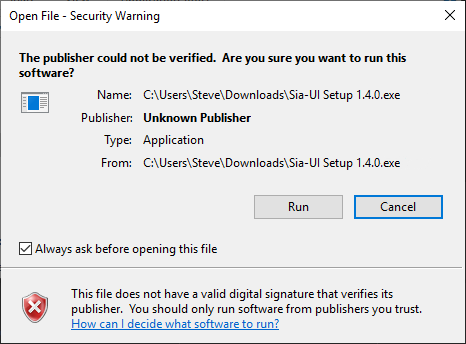 Open File - Security Warning
The publisher could not be verified.  Are you sure you want to run this
software?
Name: C:\Users\Steve\Downloads\Sia-UI Setup 1.4.0.exe
Publisher: Unknown Publisher
Type: Application
From: C:\Users\Steve\Downloads\Sia-UI Setup 1.4.0.exe
Run Cancel
Always ask before opening this file
This file does not have a valid digital signature that verifies its
publisher.  You should only run software from publishers you trust.
How can I decide what software to run?